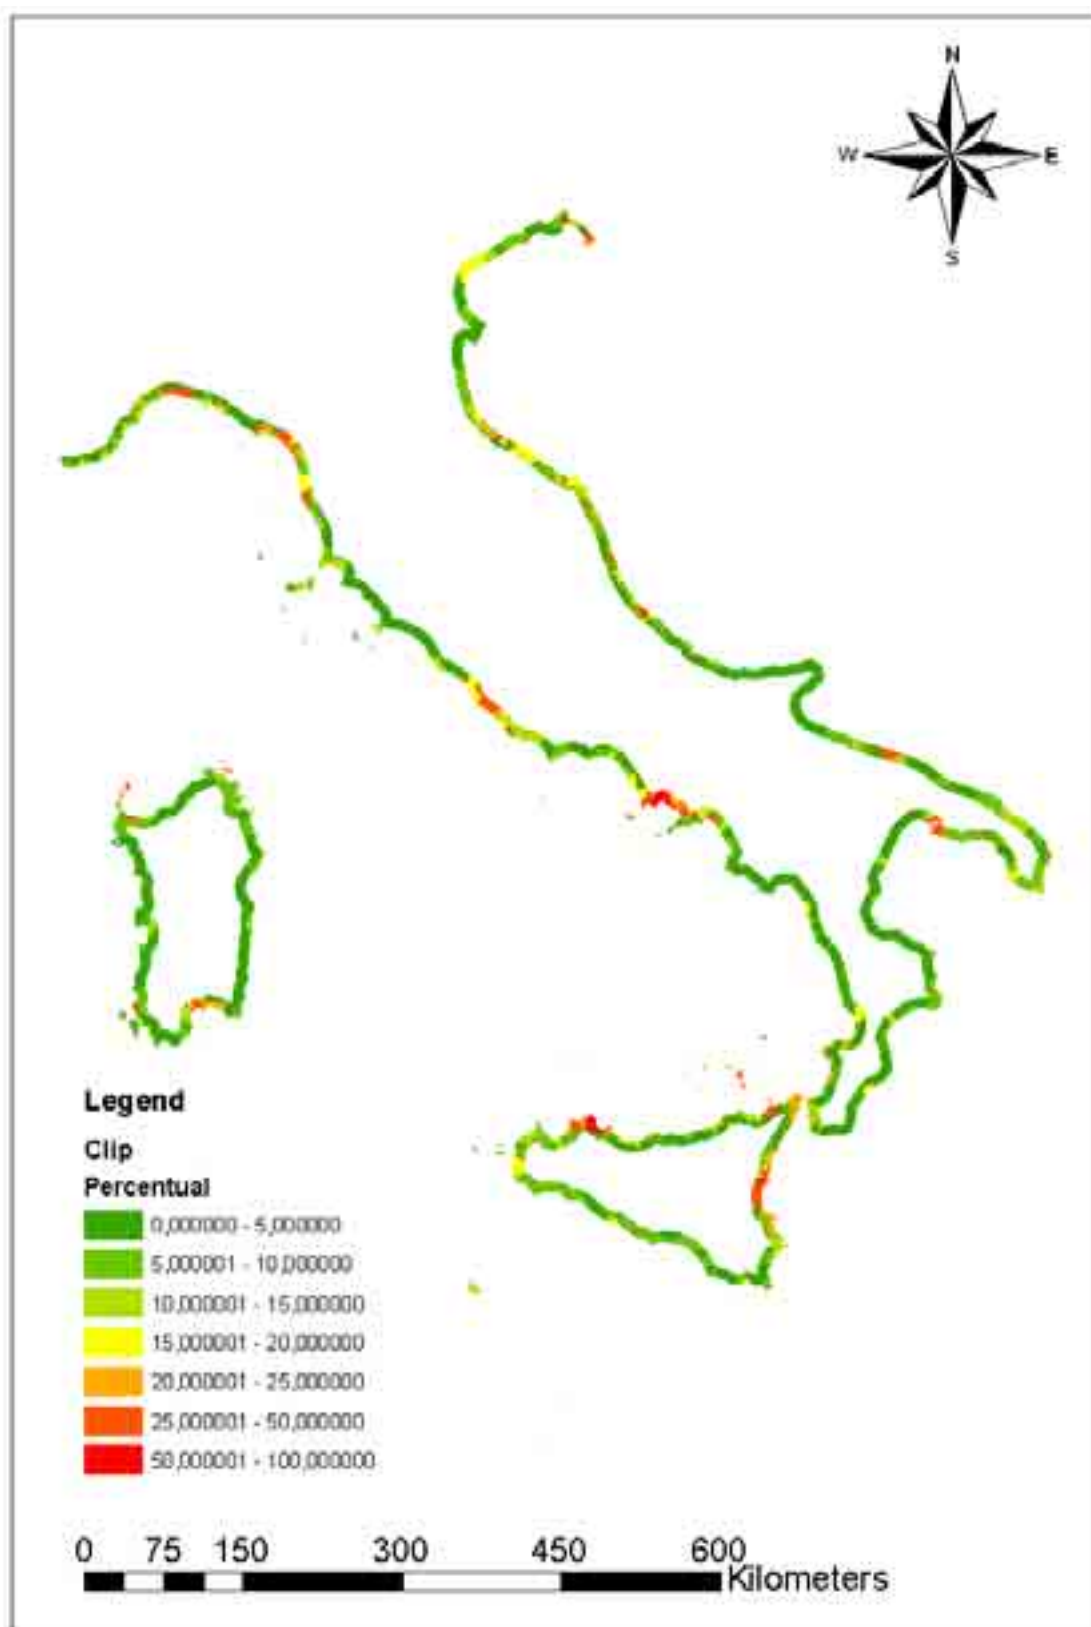 N
W E
S
Legend
Clip
Percentual
0,000000 - 5,000000
5,000001 - 10,000000
10,000001 - 15,000000
15,000001 - 20,000000
20,000001 - 25,000000
25,000001 - 50,000000
50,000001 - 100,000000
0 75 150 300 450 600
Kilometers